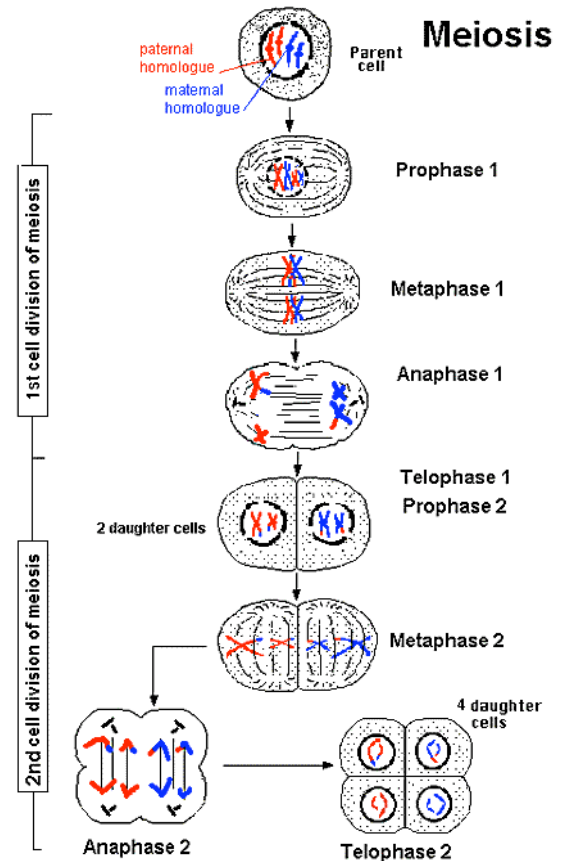 Meiosis
paternal
homologue
maternal
homologue
Parent
cell
Prophase 1
Metaphase 1
Anaphase 1
1st cell division of meiosis
Telophase 1
Prophase 2
2 daughter cells
Metaphase 2
2nd cell division of meiosis
4 daughter
cells
Anaphase 2
Telophase 2